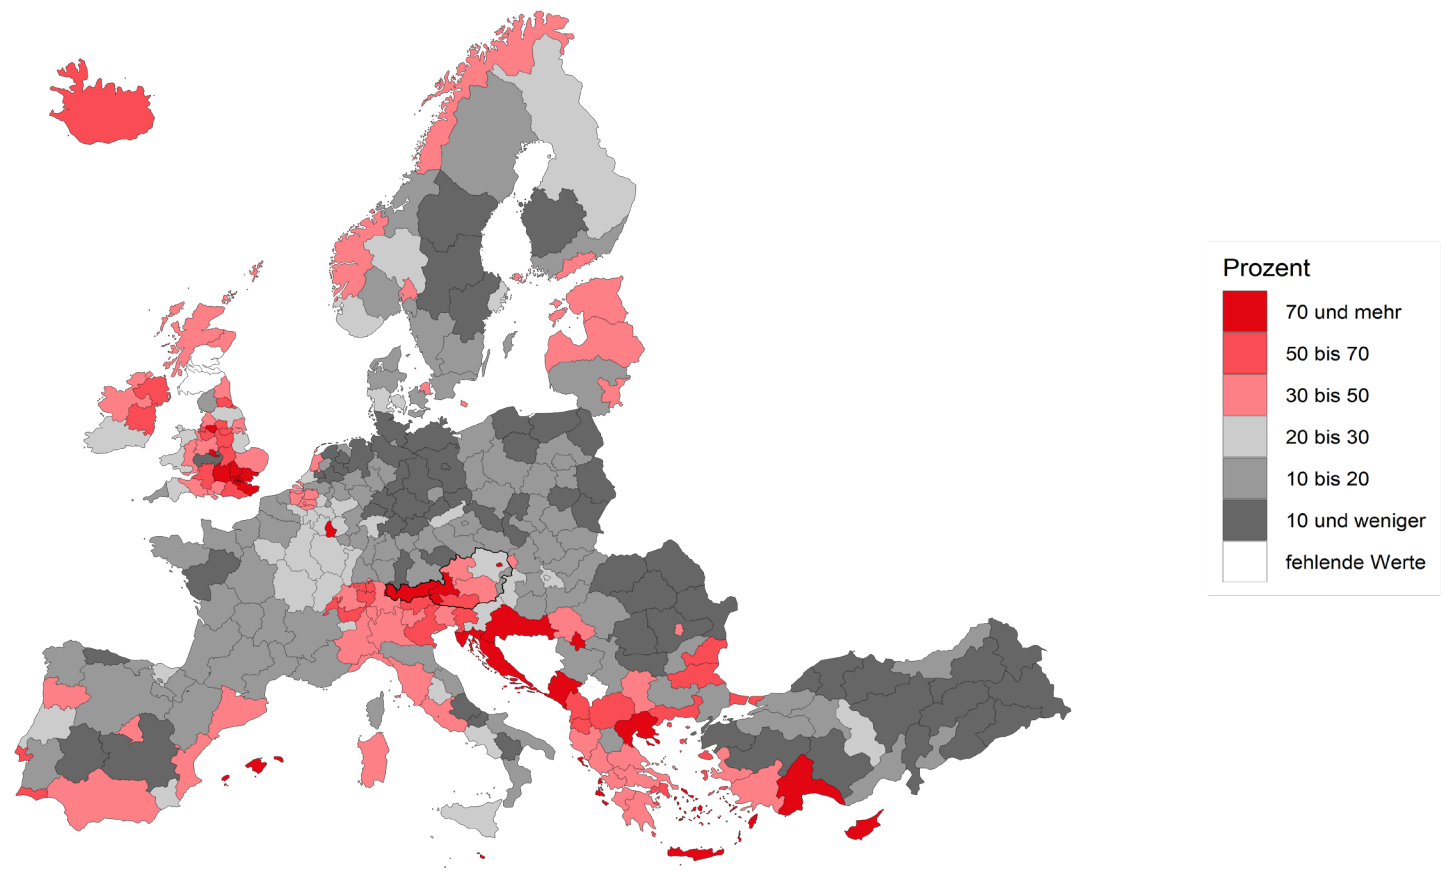 Prozent
70 und mehr
50 bis 70
30 bis 50
20 bis 30
10 bis 20
10 und weniger
fehlende Werte